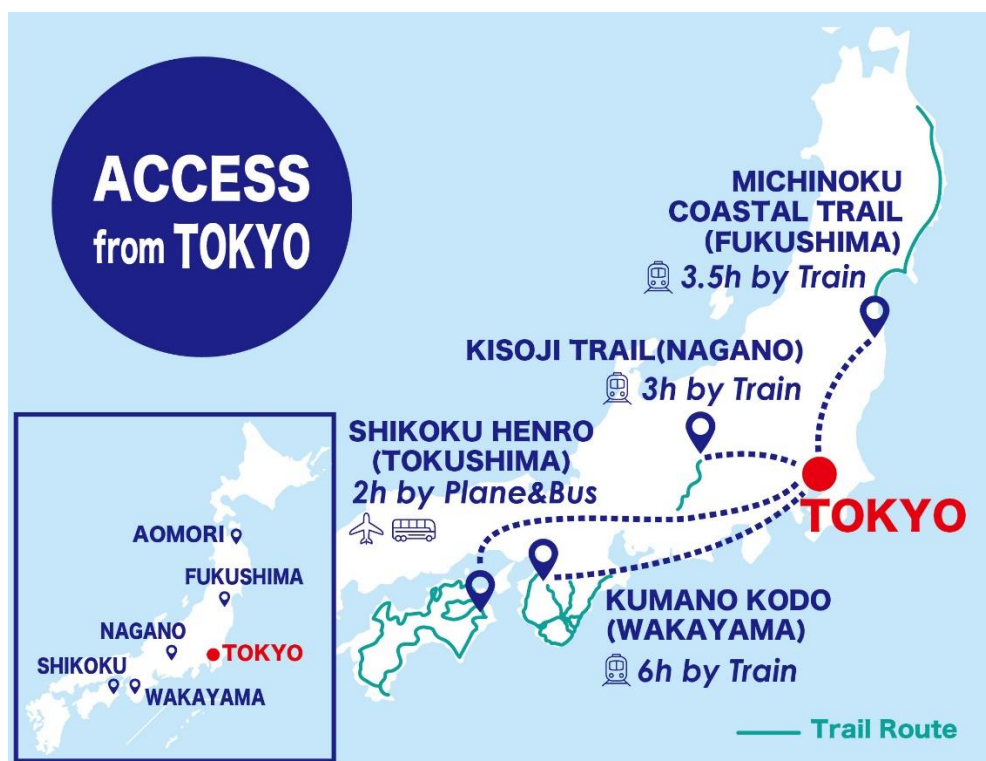 ACCESS
from TOKYO
MICHINOKU
COASTAL TRAIL
(FUKUSHIMA)
3.5h by Train
KISOJI TRAIL(NAGANO)
3h by Train
SHIKOKU HENRO
(TOKUSHIMA)
2h by Plane&Bus
TOKYO
KUMANO KODO
(WAKAYAMA)
6h by Train
Trail Route
AOMORI
FUKUSHIMA
NAGANO
TOKYO
SHIKOKU
WAKAYAMA